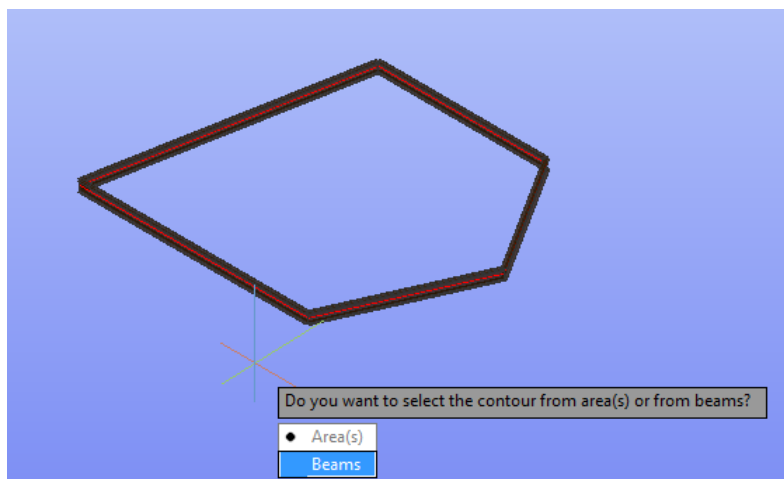 Do you want to select the contour from area(s) or from beams?
Area(s)
Beams